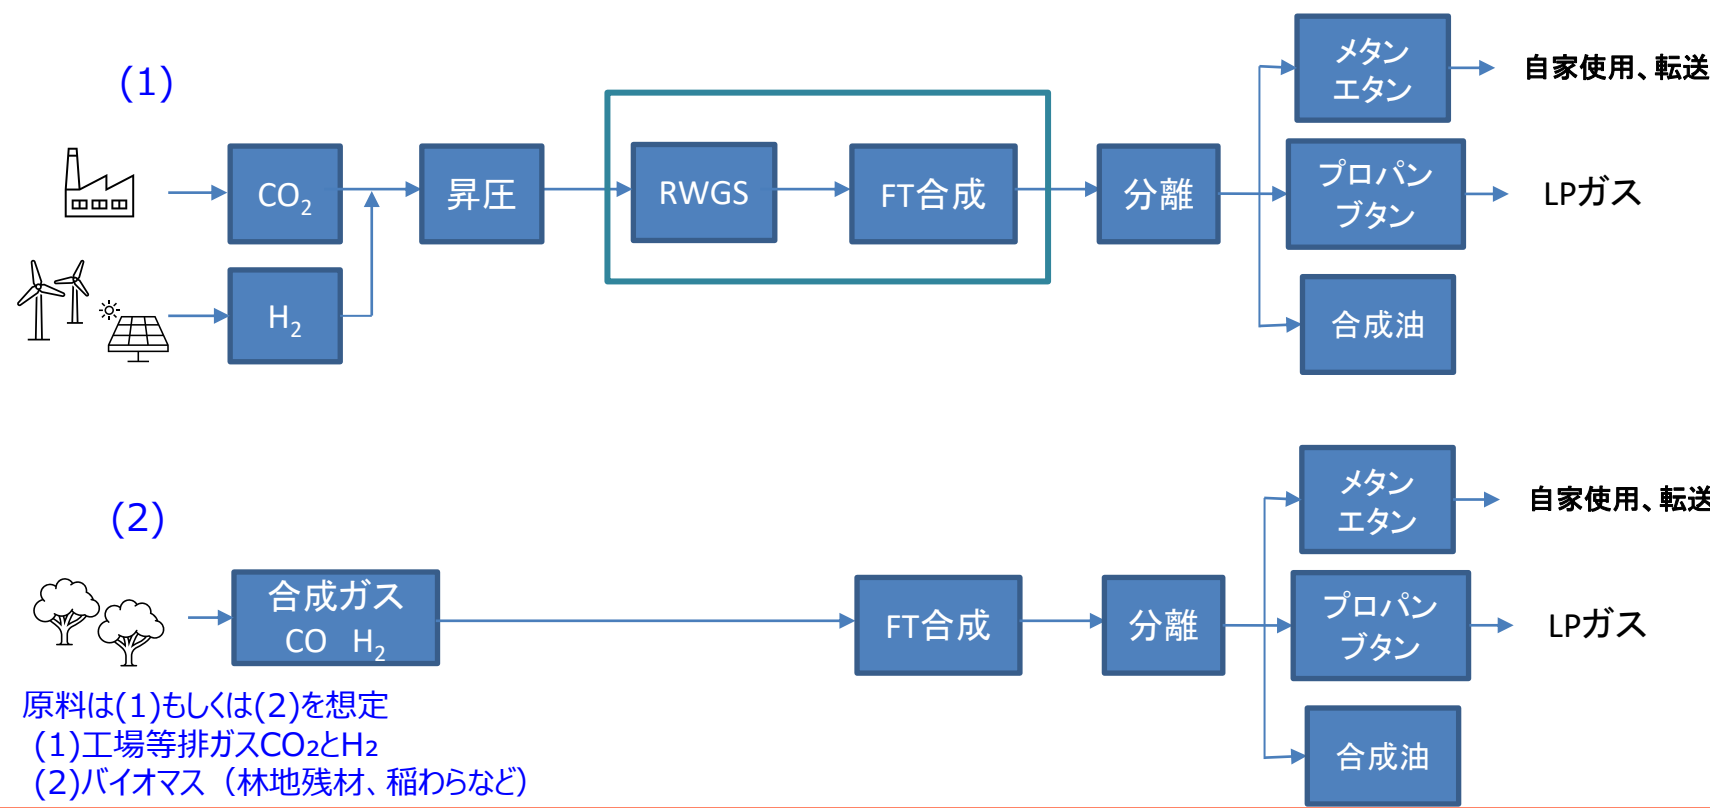 (1)
CO₂
H₂
昇圧
RWGS
FT合成
分離
メタン
エタン
自家使用、転送
プロパン
ブタン
LPガス
合成油
(2)
合成ガス
CO H₂
FT合成
分離
メタン
エタン
自家使用、転送
プロパン
ブタン
LPガス
合成油
原料は(1)もしくは(2)を想定
(1)工場等排ガスCO₂とH₂
(2)バイオマス（林地残材、稲わらなど）